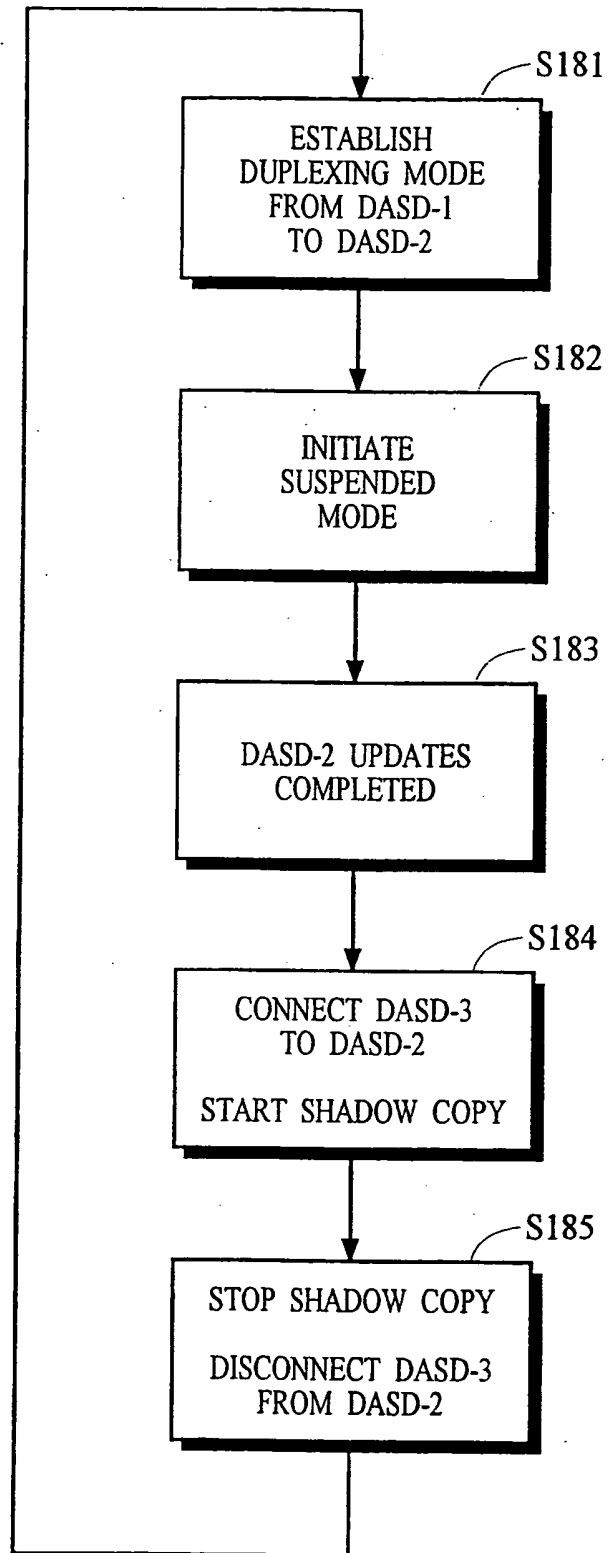 S181
ESTABLISH
DUPLEXING MODE
FROM DASD-1
TO DASD-2
S182
INITIATE
SUSPENDED
MODE
S183
DASD-2 UPDATES
COMPLETED
S184
CONNECT DASD-3
TO DASD-2
START SHADOW COPY
S185
STOP SHADOW COPY
DISCONNECT DASD-3
FROM DASD-2